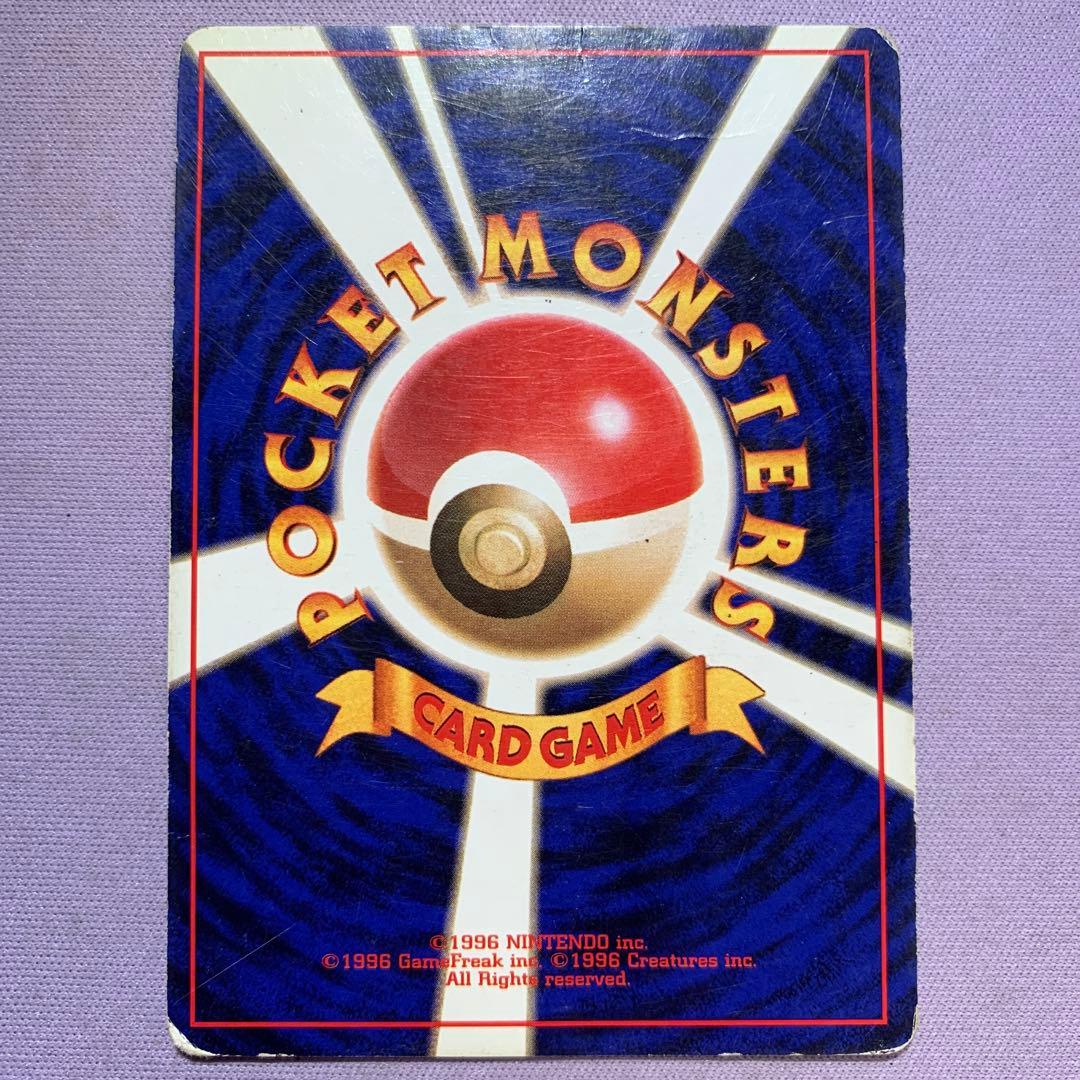 POCKET MONSTERS
CARD GAME
©1996 NINTENDO inc.
©1996 GameFreak inc. ©1996 Creatures inc.
All Rights reserved.